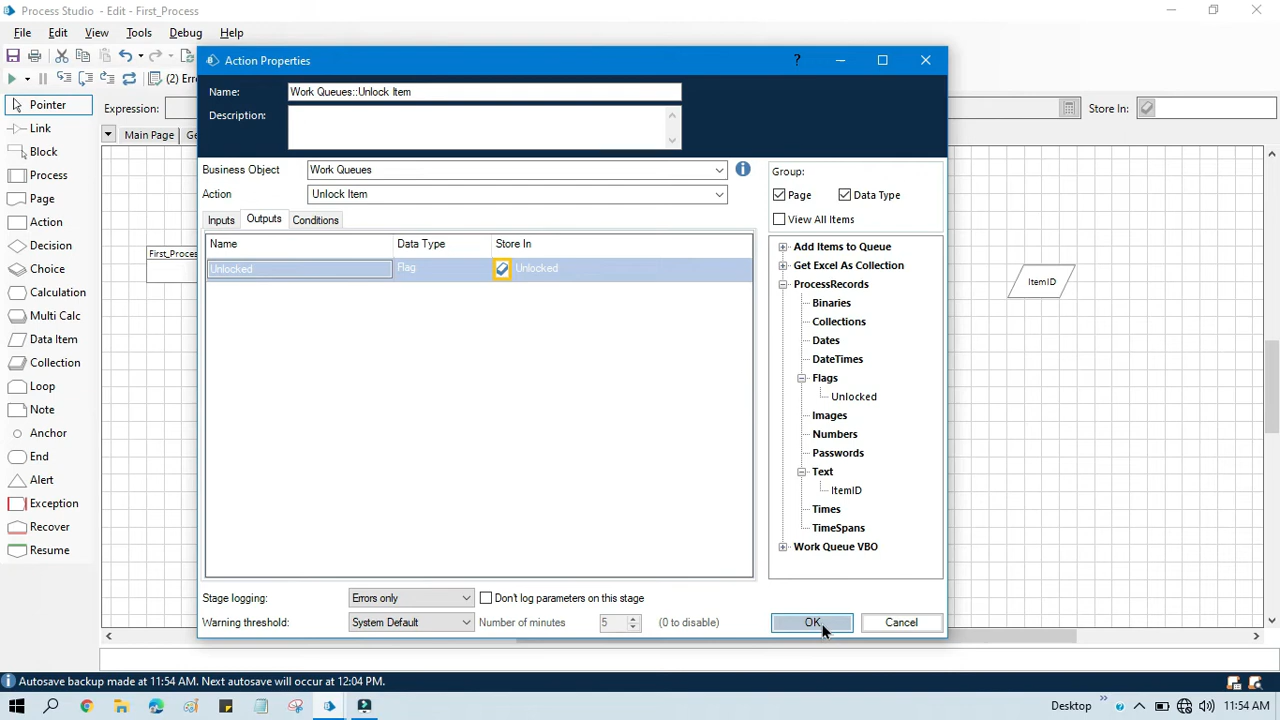 Process Studio - Edit - First_Process
File Edit View Tools Debug Help
(2) Err
Action Properties
?
Name: Work Queues::Unlock Item
Description:
Pointer
Expression:
Store In:
Link
Main Page
Block
Business Object Work Queues
Group:
Process
Action Unlock Item
Page Data Type
Page
Inputs Outputs Conditions
View All Items
Action
Name Data Type Store In
Decision
Unlocked Flag Unlocked
First_Proces
Choice
Calculation
Multi Calc
Data Item
Collection
Loop
Note
Anchor
End
Alert
Exception
Recover
Resume
Add Items to Queue
Get Excel As Collection
ProcessRecords
Binaries
Collections
Dates
DateTimes
Flags
Unlocked
Images
Numbers
Passwords
Text
ItemID
Times
TimeSpans
Work Queue VBO
ItemID
Stage logging: Errors only Don't log parameters on this stage
Warning threshold: System Default Number of minutes 5 (0 to disable)
OK Cancel
Autosave backup made at 11:54 AM. Next autosave will occur at 12:04 PM.
Desktop 11:54 AM